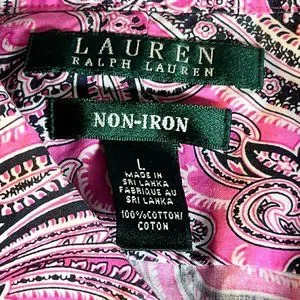 LAUREN
RALPH LAUREN
NON-IRON
L
MADE IN
SRI LANKA
FABRIQUE AU
SRI LANKA
100%COTTON/
COTON